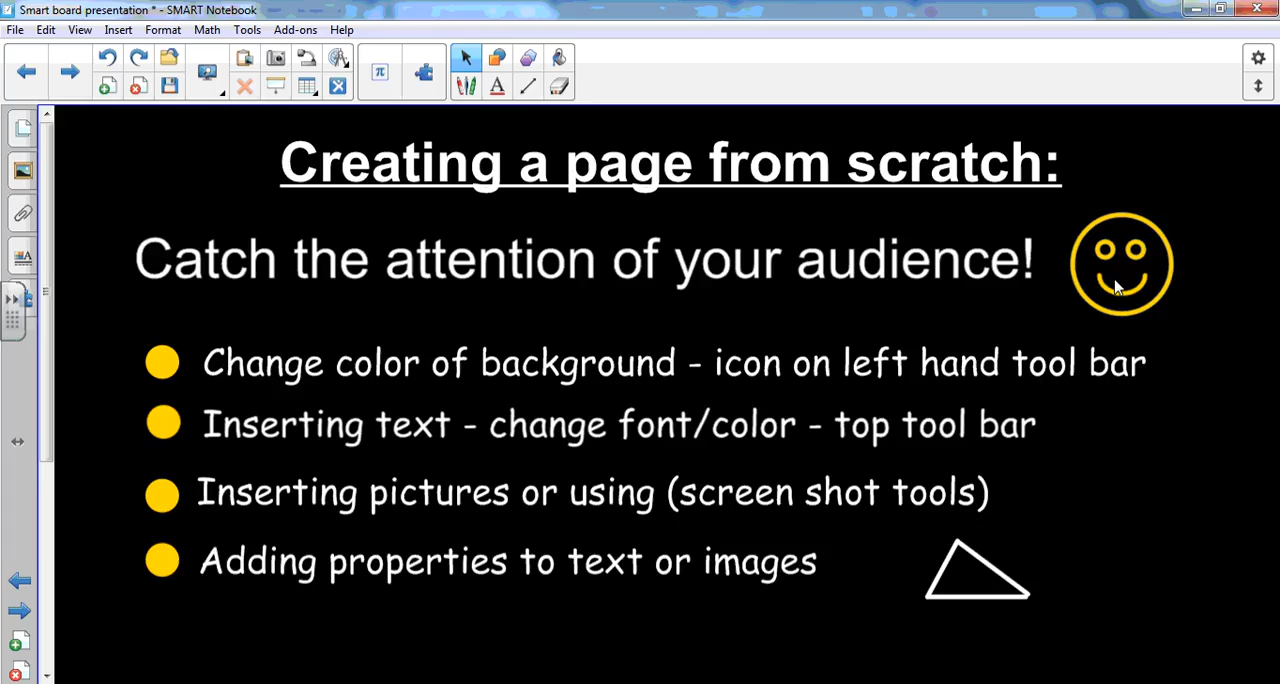 Smart board presentation * - SMART Notebook
File Edit View Insert Format Math Tools Add-ons Help
π
A
Creating a page from scratch:
Catch the attention of your audience!
Change color of background - icon on left hand tool bar
Inserting text - change font/color - top tool bar
Inserting pictures or using (screen shot tools)
Adding properties to text or images